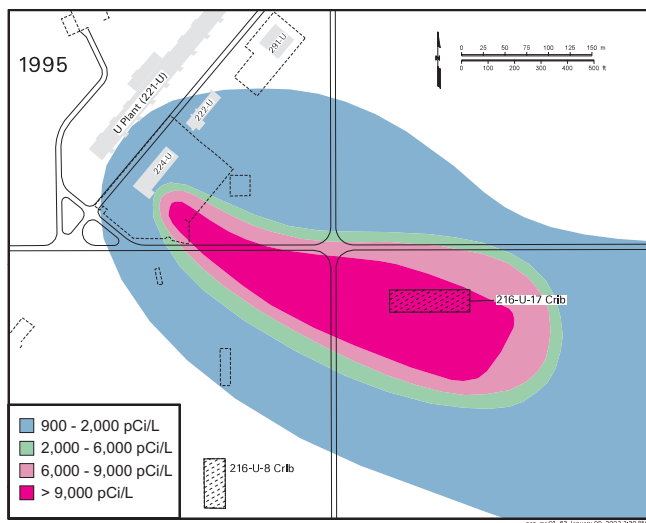 1995
U Plant (221-U)
291-U
222-U
224-U
0 25 50 75 100 125 150 m
0 100 200 300 400 500 ft
216-U-17 Crib
216-U-8 Crib
900 - 2,000 pCi/L
2,000 - 6,000 pCi/L
6,000 - 9,000 pCi/L
> 9,000 pCi/L